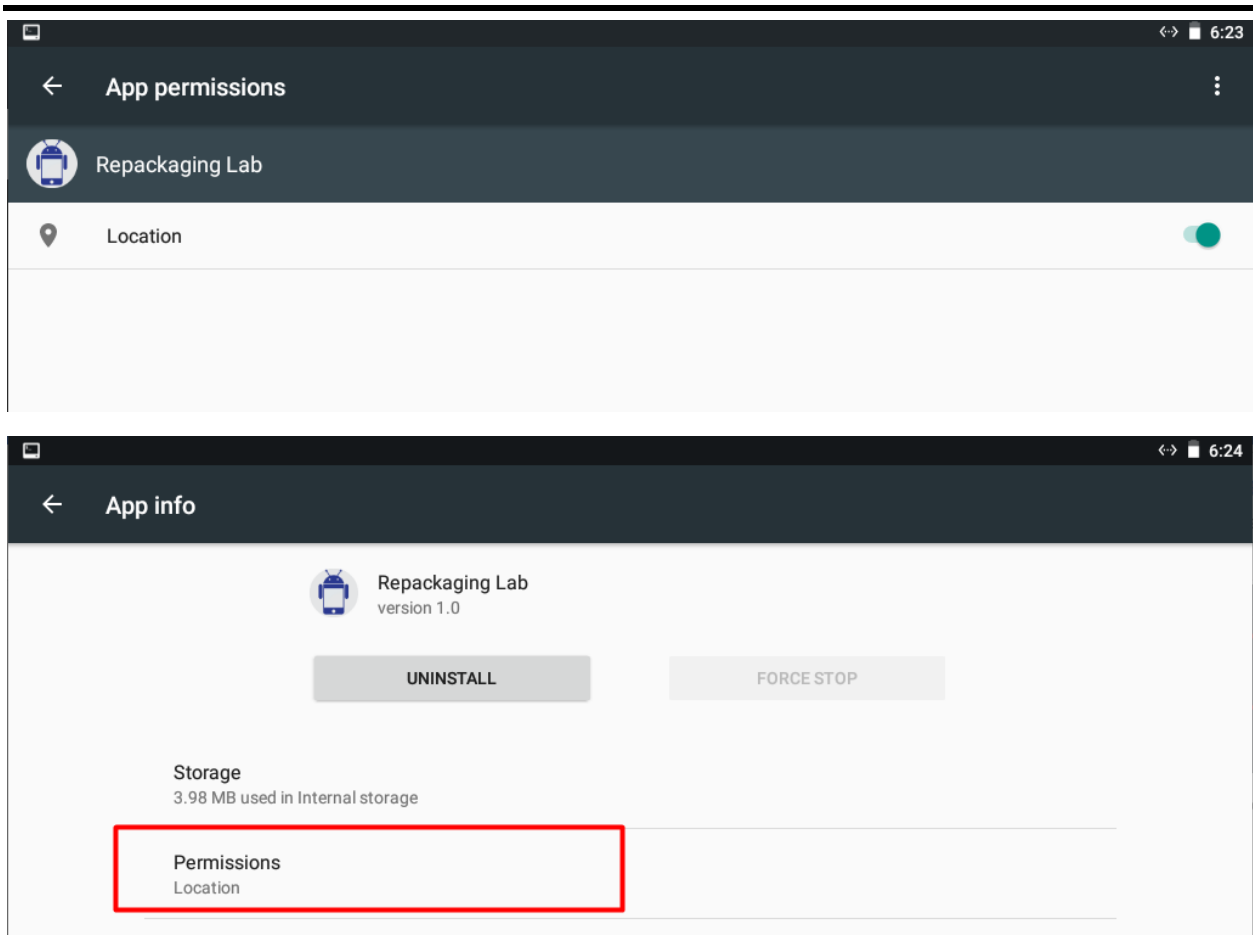 6:23
App permissions
Repackaging Lab
Location
6:24
App info
Repackaging Lab
version 1.0
UNINSTALL
FORCE STOP
Storage
3.98 MB used in Internal storage
Permissions
Location